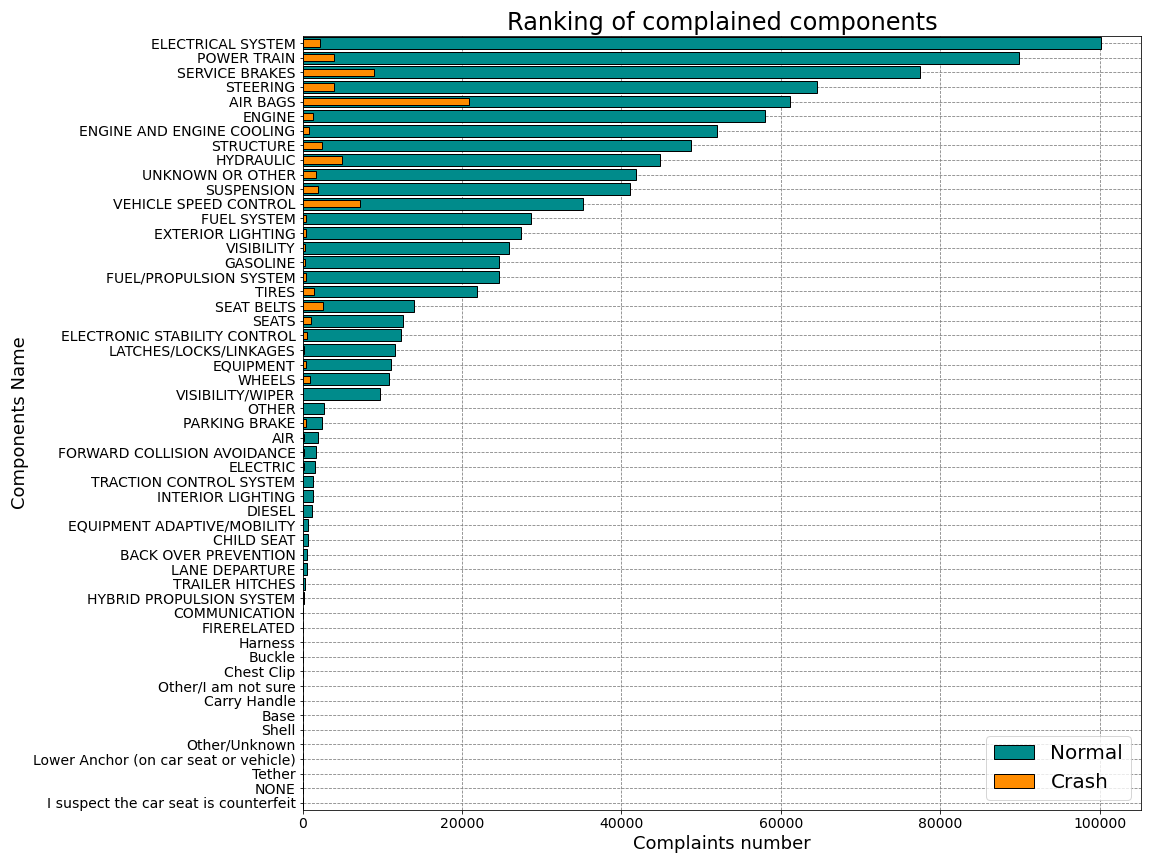 Ranking of complained components
Components Name
ELECTRICAL SYSTEM
POWER TRAIN
SERVICE BRAKES
STEERING
AIR BAGS
ENGINE
ENGINE AND ENGINE COOLING
STRUCTURE
HYDRAULIC
UNKNOWN OR OTHER
SUSPENSION
VEHICLE SPEED CONTROL
FUEL SYSTEM
EXTERIOR LIGHTING
VISIBILITY
GASOLINE
FUEL/PROPULSION SYSTEM
TIRES
SEAT BELTS
SEATS
ELECTRONIC STABILITY CONTROL
LATCHES/LOCKS/LINKAGES
EQUIPMENT
WHEELS
VISIBILITY/WIPER
OTHER
PARKING BRAKE
AIR
FORWARD COLLISION AVOIDANCE
ELECTRIC
TRACTION CONTROL SYSTEM
INTERIOR LIGHTING
DIESEL
EQUIPMENT ADAPTIVE/MOBILITY
CHILD SEAT
BACK OVER PREVENTION
LANE DEPARTURE
TRAILER HITCHES
HYBRID PROPULSION SYSTEM
COMMUNICATION
FIRERELATED
Harness
Buckle
Chest Clip
Other/I am not sure
Carry Handle
Base
Shell
Other/Unknown
Lower Anchor (on car seat or vehicle)
Tether
NONE
I suspect the car seat is counterfeit
Normal
Crash
0 20000 40000 60000 80000 100000
Complaints number